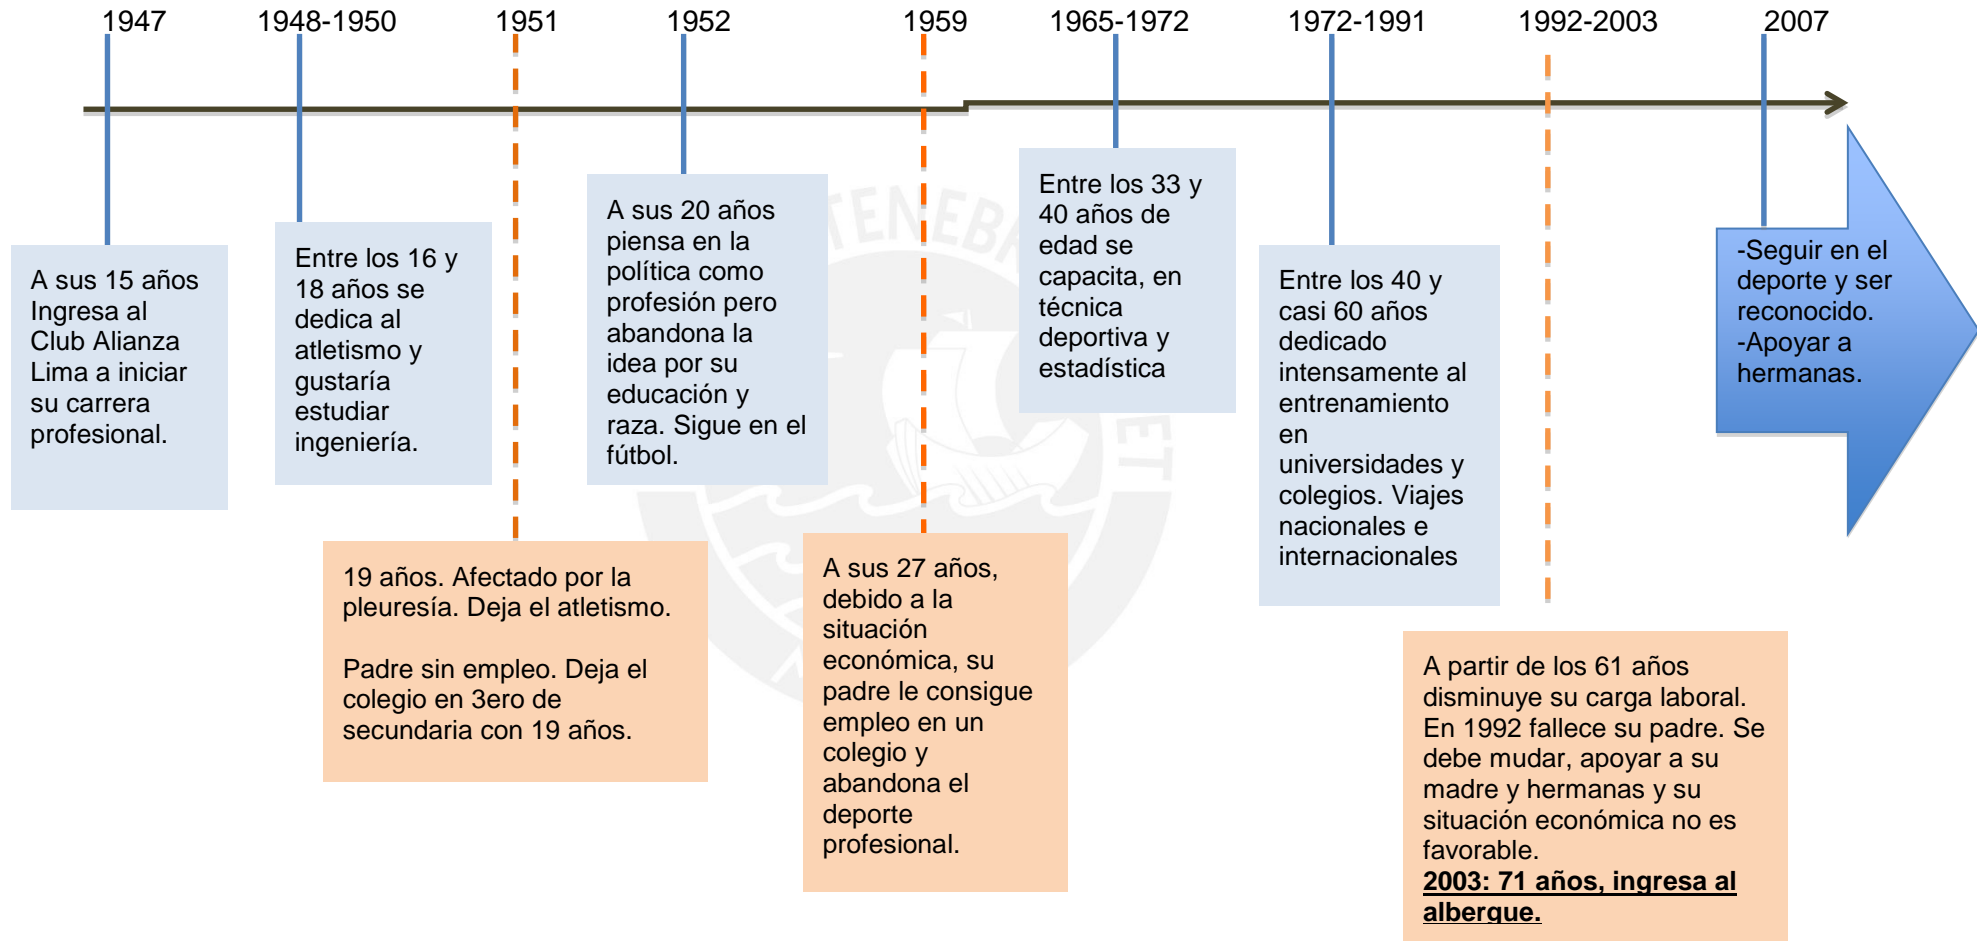 1947
1948-1950
1951
1952
1959
1965-1972
1972-1991
1992-2003
2007
A sus 15 años
Ingresa al
Club Alianza
Lima a iniciar
su carrera
profesional.
Entre los 16 y
18 años se
dedica al
atletismo y
gustaría
estudiar
ingeniería.
19 años. Afectado por la
pleuresía. Deja el atletismo.
Padre sin empleo. Deja el
colegio en 3ero de
secundaria con 19 años.
A sus 20 años
piensa en la
política como
profesión pero
abandona la
idea por su
educación y
raza. Sigue en el
fútbol.
A sus 27 años,
debido a la
situación
económica, su
padre le consigue
empleo en un
colegio y
abandona el
deporte
profesional.
Entre los 33 y
40 años de
edad se
capacita, en
técnica
deportiva y
estadística
Entre los 40 y
casi 60 años
dedicado
intensamente al
entrenamiento
en
universidades y
colegios. Viajes
nacionales e
internacionales
A partir de los 61 años
disminuye su carga laboral.
En 1992 fallece su padre. Se
debe mudar, apoyar a su
madre y hermanas y su
situación económica no es
favorable.
2003: 71 años, ingresa al
albergue.
-Seguir en el
deporte y ser
reconocido.
-Apoyar a
hermanas.